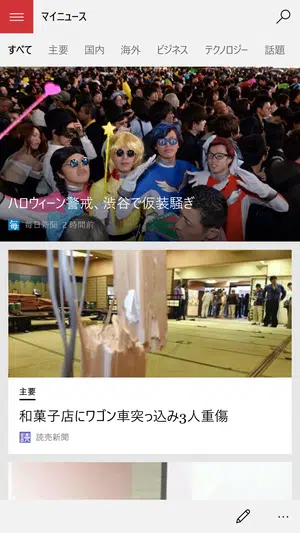 マイニュース
すべて 主要 国内 海外 ビジネス テクノロジー 話題
ハロウィーン警戒、渋谷で仮装騒ぎ
毎 毎日新聞 2時間前
主要
和菓子店にワゴン車突っ込み3人重傷
読 読売新聞